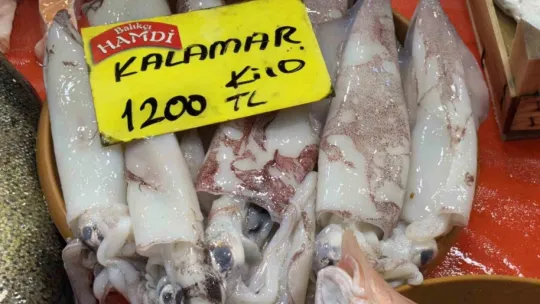 Balıkçı
HAMDİ
KALAMAR
KİLO
1200 TL